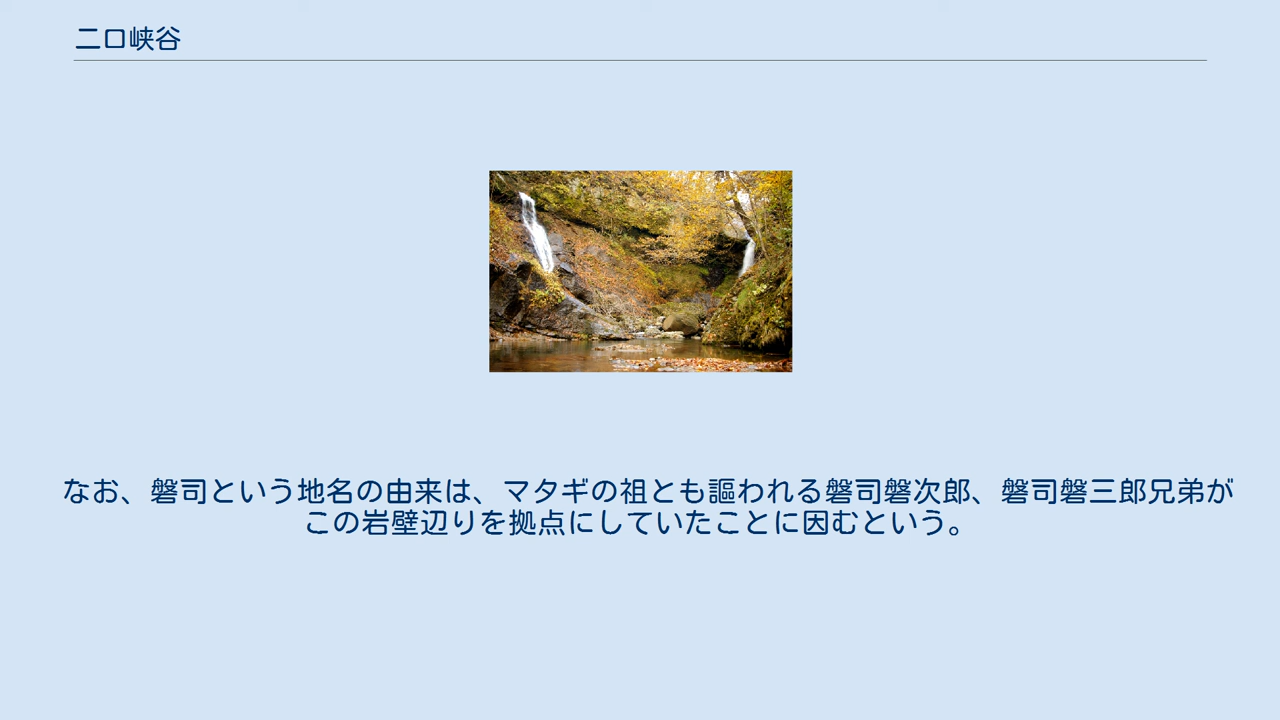 二口峡谷
なお、磐司という地名の由来は、マタギの祖とも謳われる磐司磐次郎、磐司磐三郎兄弟が
この岩壁辺りを拠点にしていたことに因むという。